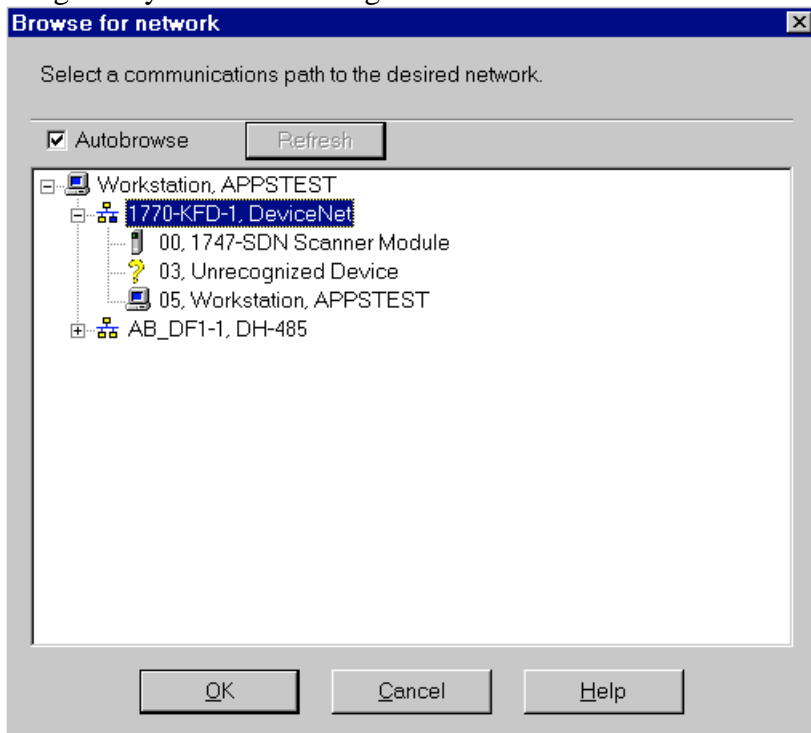 Browse for network
Select a communications path to the desired network.
Autobrowse Refresh
Workstation, APPSTEST
1770-KFD-1, DeviceNet
00, 1747-SDN Scanner Module
03, Unrecognized Device
05, Workstation, APPSTEST
AB_DF1-1, DH-485
OK Cancel Help